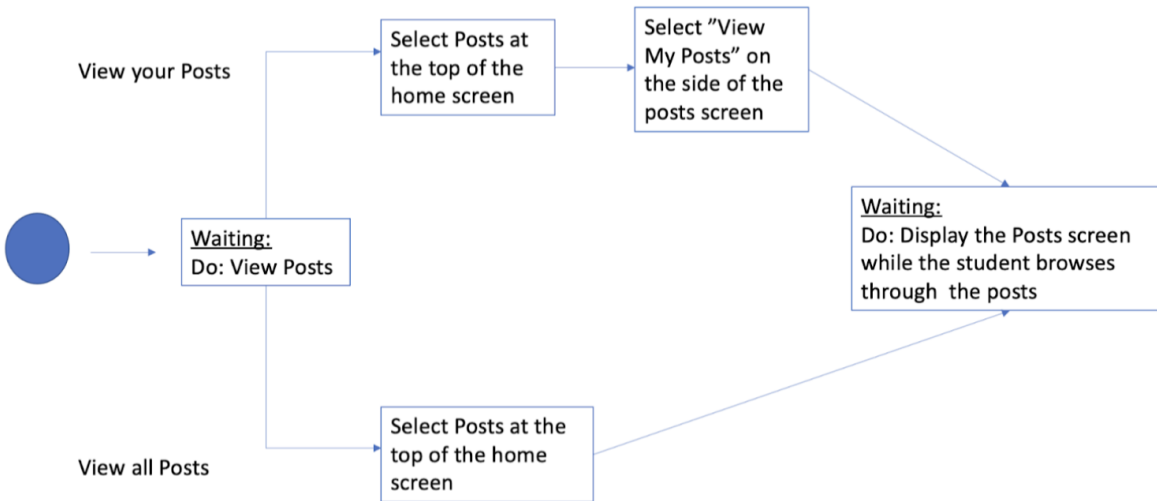 View your Posts
Select Posts at
the top of the
home screen
Select ”View
My Posts” on
the side of the
posts screen
Waiting:
Do: View Posts
Waiting:
Do: Display the Posts screen
while the student browses
through  the posts
View all Posts
Select Posts at the
top of the home
screen